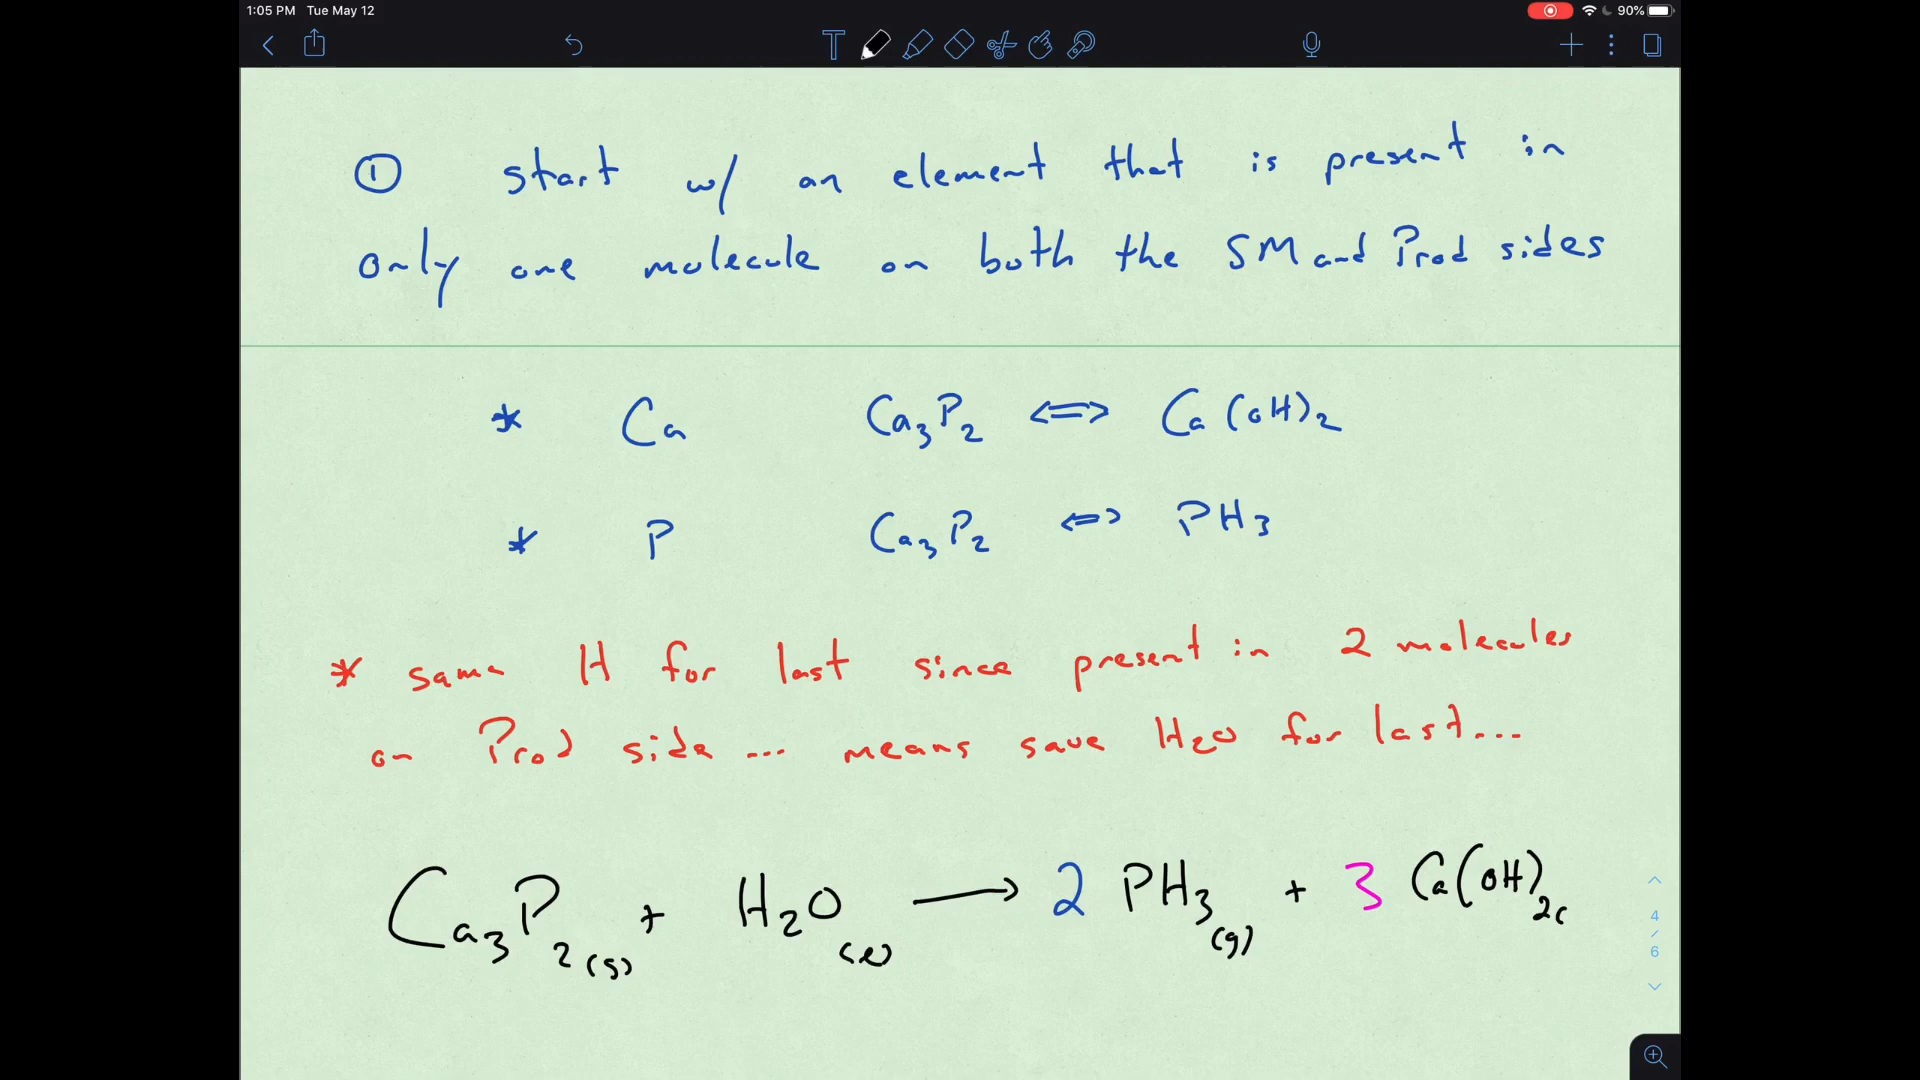 1:05 PM Tue May 12
90%
① start w/ an element that is present in
only one molecule on both the SM and Prod sides
* Ca Ca₃P₂ ⟺ Ca(OH)₂
* P Ca₃P₂ ⟺ PH₃
* same H for last since present in 2 molecules
on Prod side ... means save H₂O for last...
Ca₃P₂(s) + H₂O(l) ⟶ 2 PH₃(g) + 3 Ca(OH)₂(
4
/
6